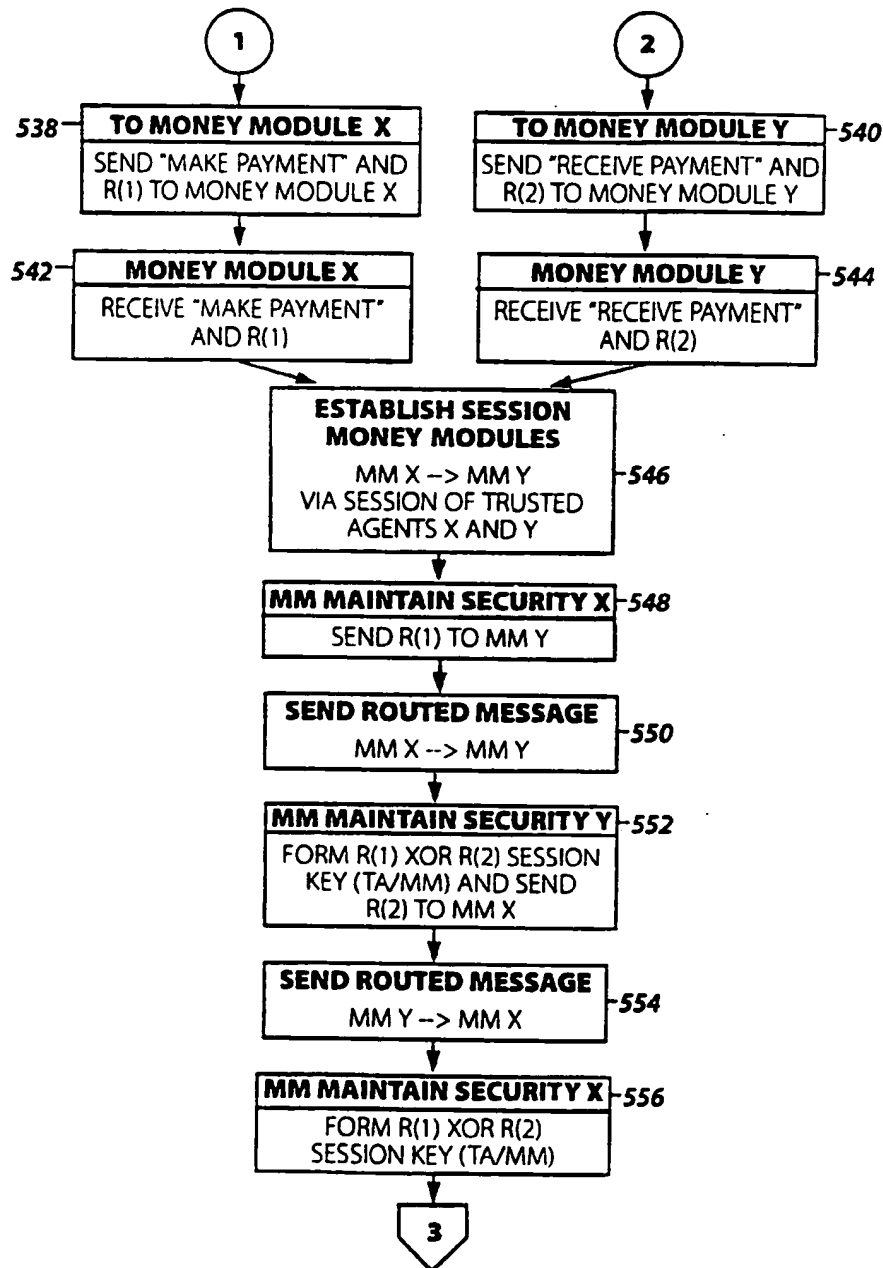 1
2
538
TO MONEY MODULE X
SEND "MAKE PAYMENT" AND
R(1) TO MONEY MODULE X
TO MONEY MODULE Y
540
SEND "RECEIVE PAYMENT" AND
R(2) TO MONEY MODULE Y
542
MONEY MODULE X
RECEIVE "MAKE PAYMENT"
AND R(1)
MONEY MODULE Y
544
RECEIVE "RECEIVE PAYMENT"
AND R(2)
ESTABLISH SESSION
MONEY MODULES
MM X --> MM Y
VIA SESSION OF TRUSTED
AGENTS X AND Y
546
MM MAINTAIN SECURITY X
548
SEND R(1) TO MM Y
SEND ROUTED MESSAGE
MM X --> MM Y
550
MM MAINTAIN SECURITY Y
552
FORM R(1) XOR R(2) SESSION
KEY (TA/MM) AND SEND
R(2) TO MM X
SEND ROUTED MESSAGE
MM Y --> MM X
554
MM MAINTAIN SECURITY X
556
FORM R(1) XOR R(2)
SESSION KEY (TA/MM)
3